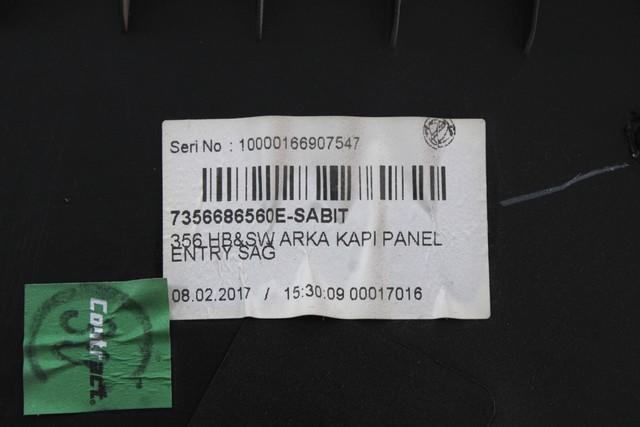 Seri No : 10000166907547
7356686560E-SABIT
356 HB&SW ARKA KAPI PANEL
ENTRY SAG
08.02.2017 / 15:30:09 00017016
Contract.